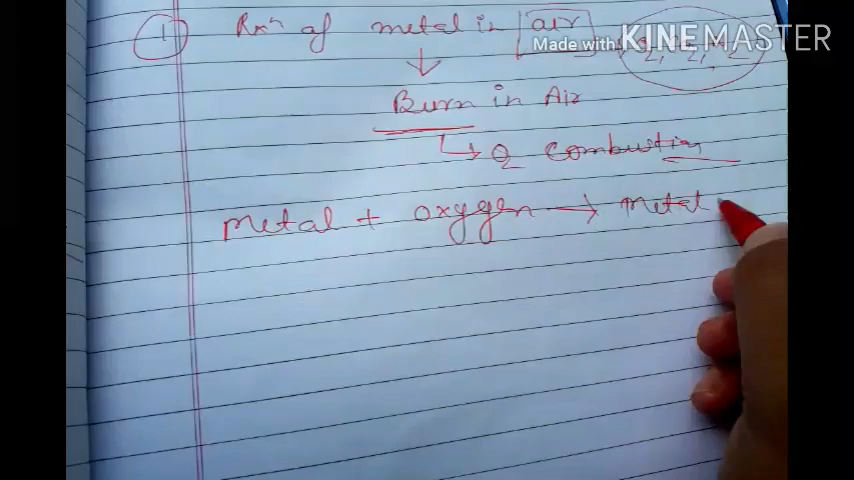 1 Rxⁿ of metal in air
Made with KINEMASTER
Burn in Air
O2 combustion
metal + oxygen → metal